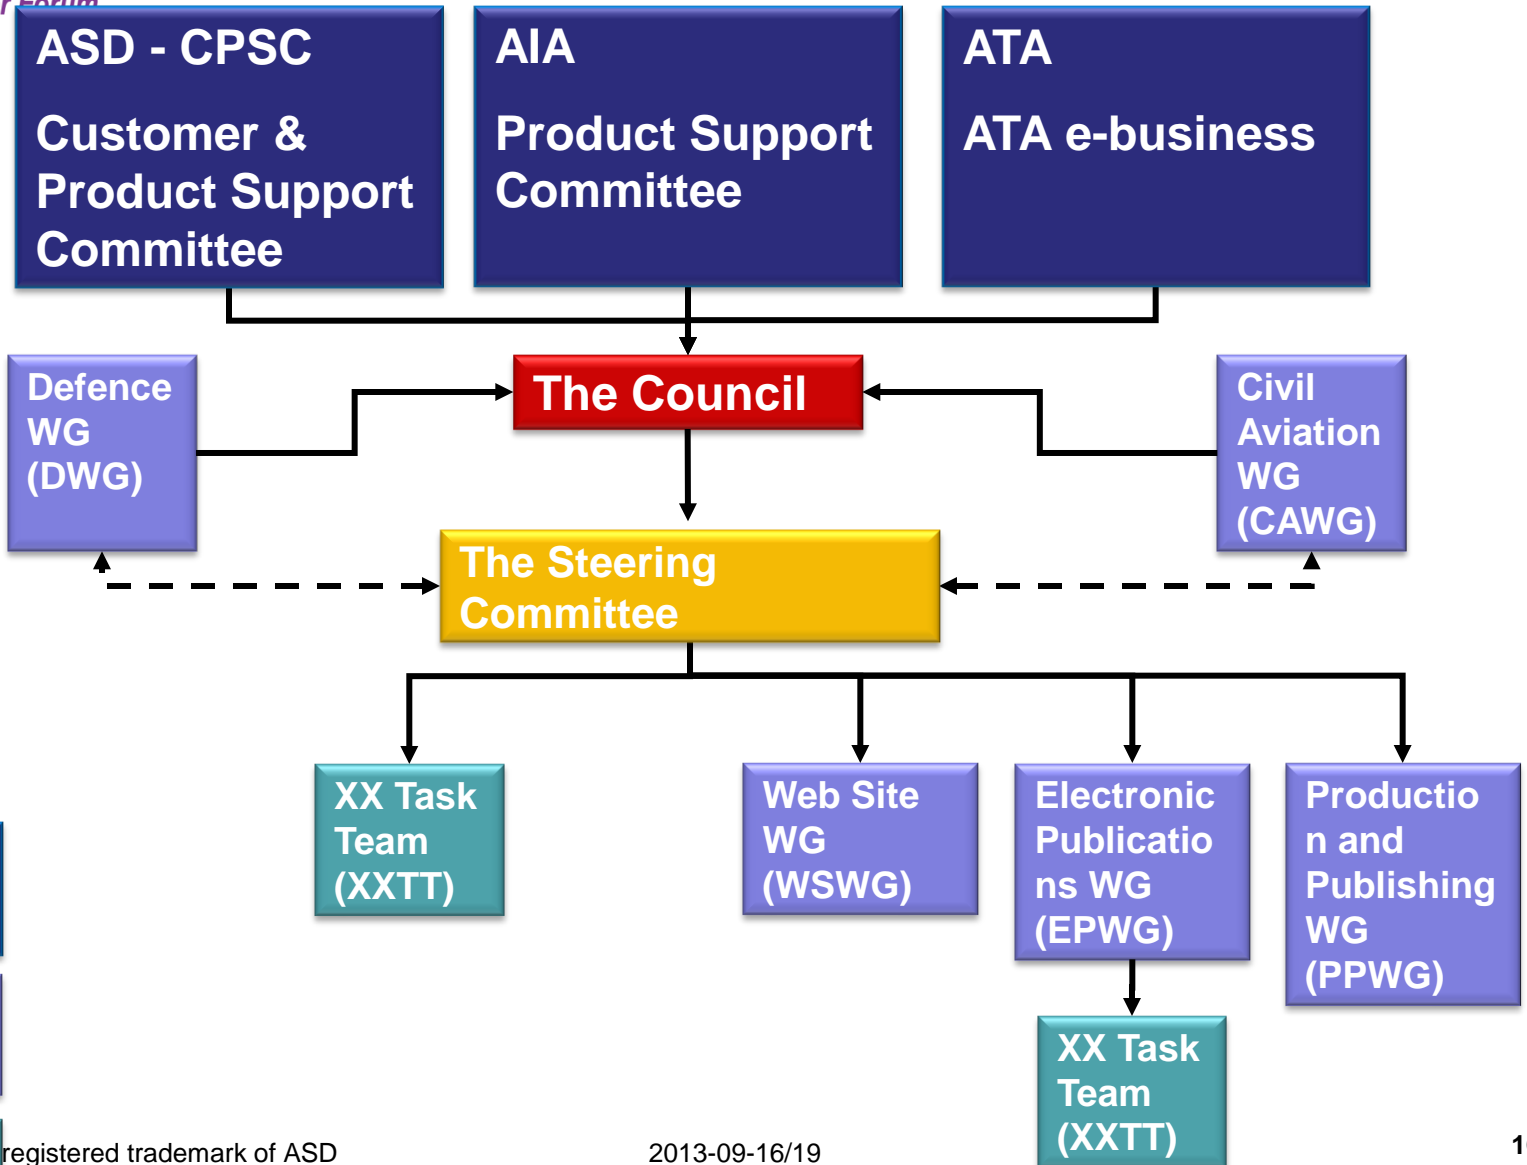 r Forum
ASD - CPSC
Customer &
Product Support
Committee
AIA
Product Support
Committee
ATA
ATA e-business
Defence
WG
(DWG)
The Council
Civil
Aviation
WG
(CAWG)
The Steering
Committee
XX Task
Team
(XXTT)
Web Site
WG
(WSWG)
Electronic
Publicatio
ns WG
(EPWG)
Productio
n and
Publishing
WG
(PPWG)
XX Task
Team
(XXTT)
registered trademark of ASD
2013-09-16/19